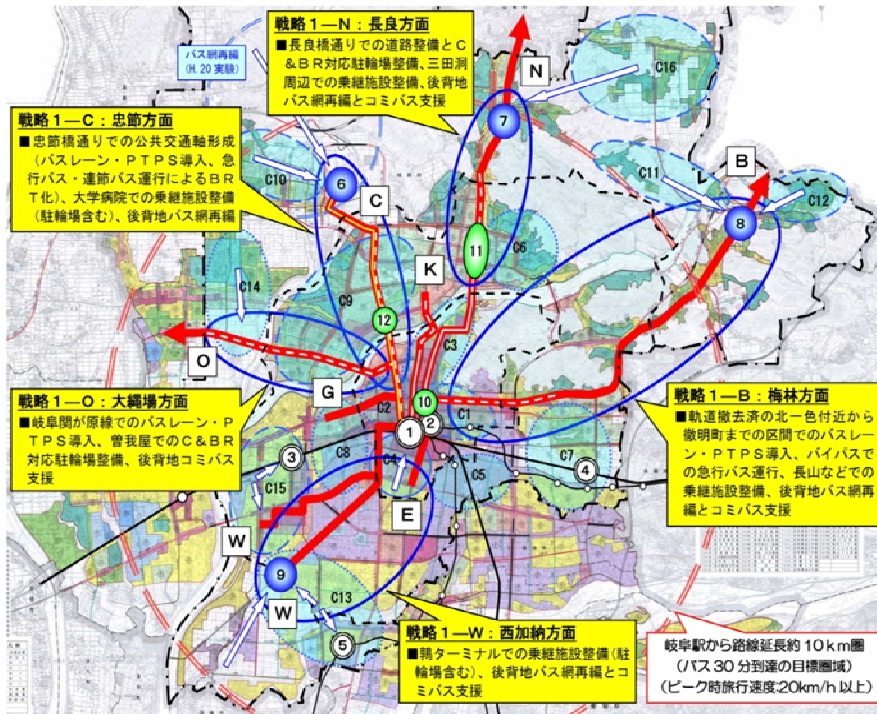 戦略1―N:長良方面
■長良橋通りでの道路整備とC
&BR対応駐輪場整備、三田洞
周辺での乗継施設整備、後背地
バス網再編とコミバス支援
バス網再編
(H.20実験)
戦略1―C:忠節方面
■忠節橋通りでの公共交通軸形成
(バスレーン・PTPS導入、急
行バス・連節バス運行によるBR
T化)、大学病院での乗継施設整備
(駐輪場含む)、後背地バス網再編
N
C16
7
B
C11
C12
8
C10
6
C
11
C6
K
C14
C9
12
C3
O
G
C2
10
C1
2
1
戦略1―O:大縄場方面
■岐阜関が原線でのバスレーン・P
TPS導入、曽我屋でのC&BR
対応駐輪場整備、後背地コミバス
支援
戦略1―B:梅林方面
■軌道撤去済の北一色付近から
徹明町までの区間でのバスレー
ン・PTPS導入、バイパスで
の急行バス運行、長山などでの
乗継施設整備、後背地バス網再
編とコミバス支援
3
C8
C4
C5
C7
4
C15
E
W
9
C13
W
5
戦略1―W:西加納方面
■鶉ターミナルでの乗継施設整備(駐
輪場含む)、後背地バス網再編とコ
ミバス支援
岐阜駅から路線延長約10km圏
(バス30分到達の目標圏域)
(ピーク時旅行速度:20km/h以上)